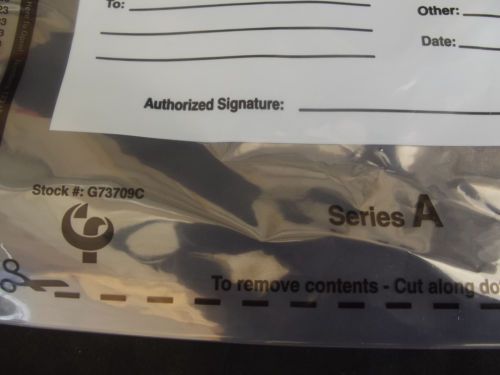 To:
Other:
Date:
Authorized Signature:
Stock #: G73709C
Series A
To remove contents - Cut along